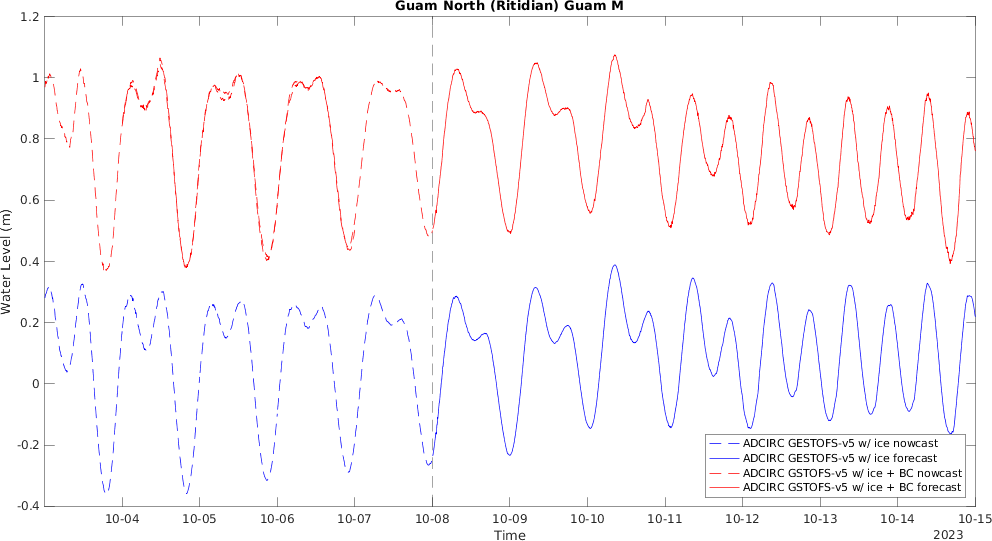 Guam North (Ritidian) Guam M
1.2
1
0.8
0.6
0.4
0.2
0
-0.2
-0.4
Water Level (m)
ADCIRC GESTOFS-v5 w/ ice nowcast
ADCIRC GESTOFS-v5 w/ ice forecast
ADCIRC GSTOFS-v5 w/ ice + BC nowcast
ADCIRC GSTOFS-v5 w/ ice + BC forecast
10-04 10-05 10-06 10-07 10-08 10-09 10-10 10-11 10-12 10-13 10-14 10-15
Time
2023